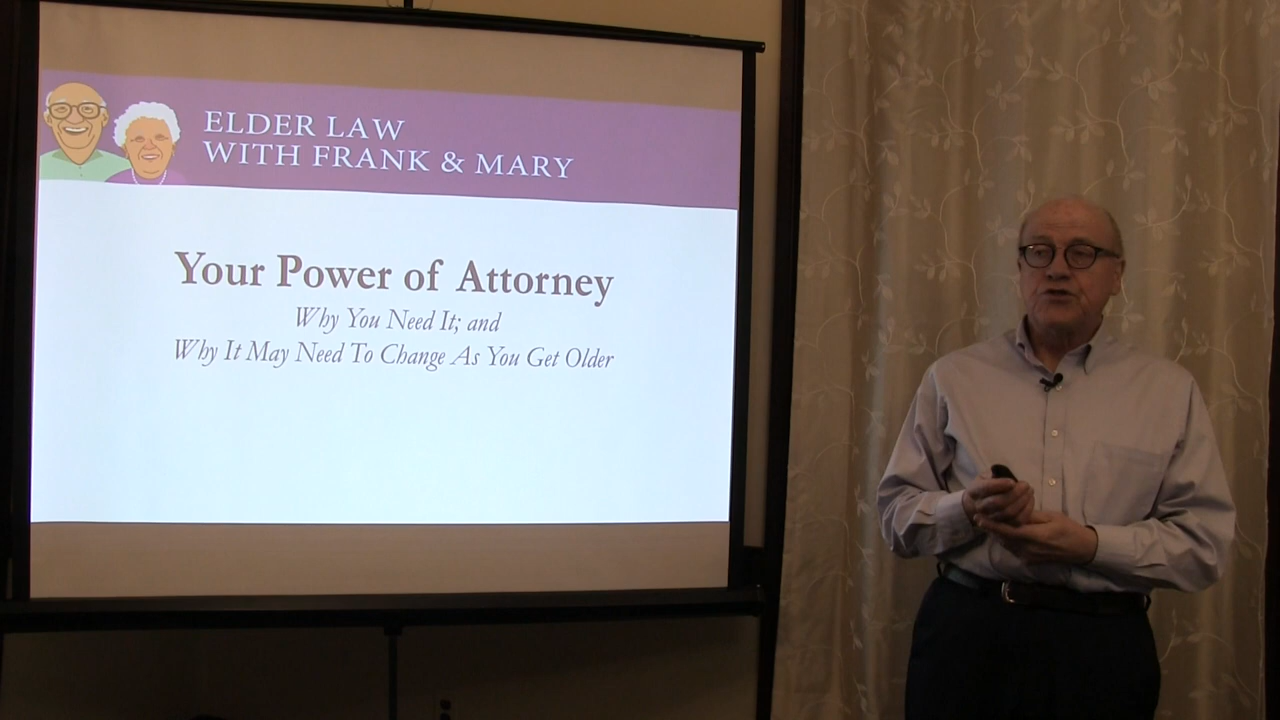 ELDER LAW
WITH FRANK & MARY
Your Power of Attorney
Why You Need It; and
Why It May Need To Change As You Get Older